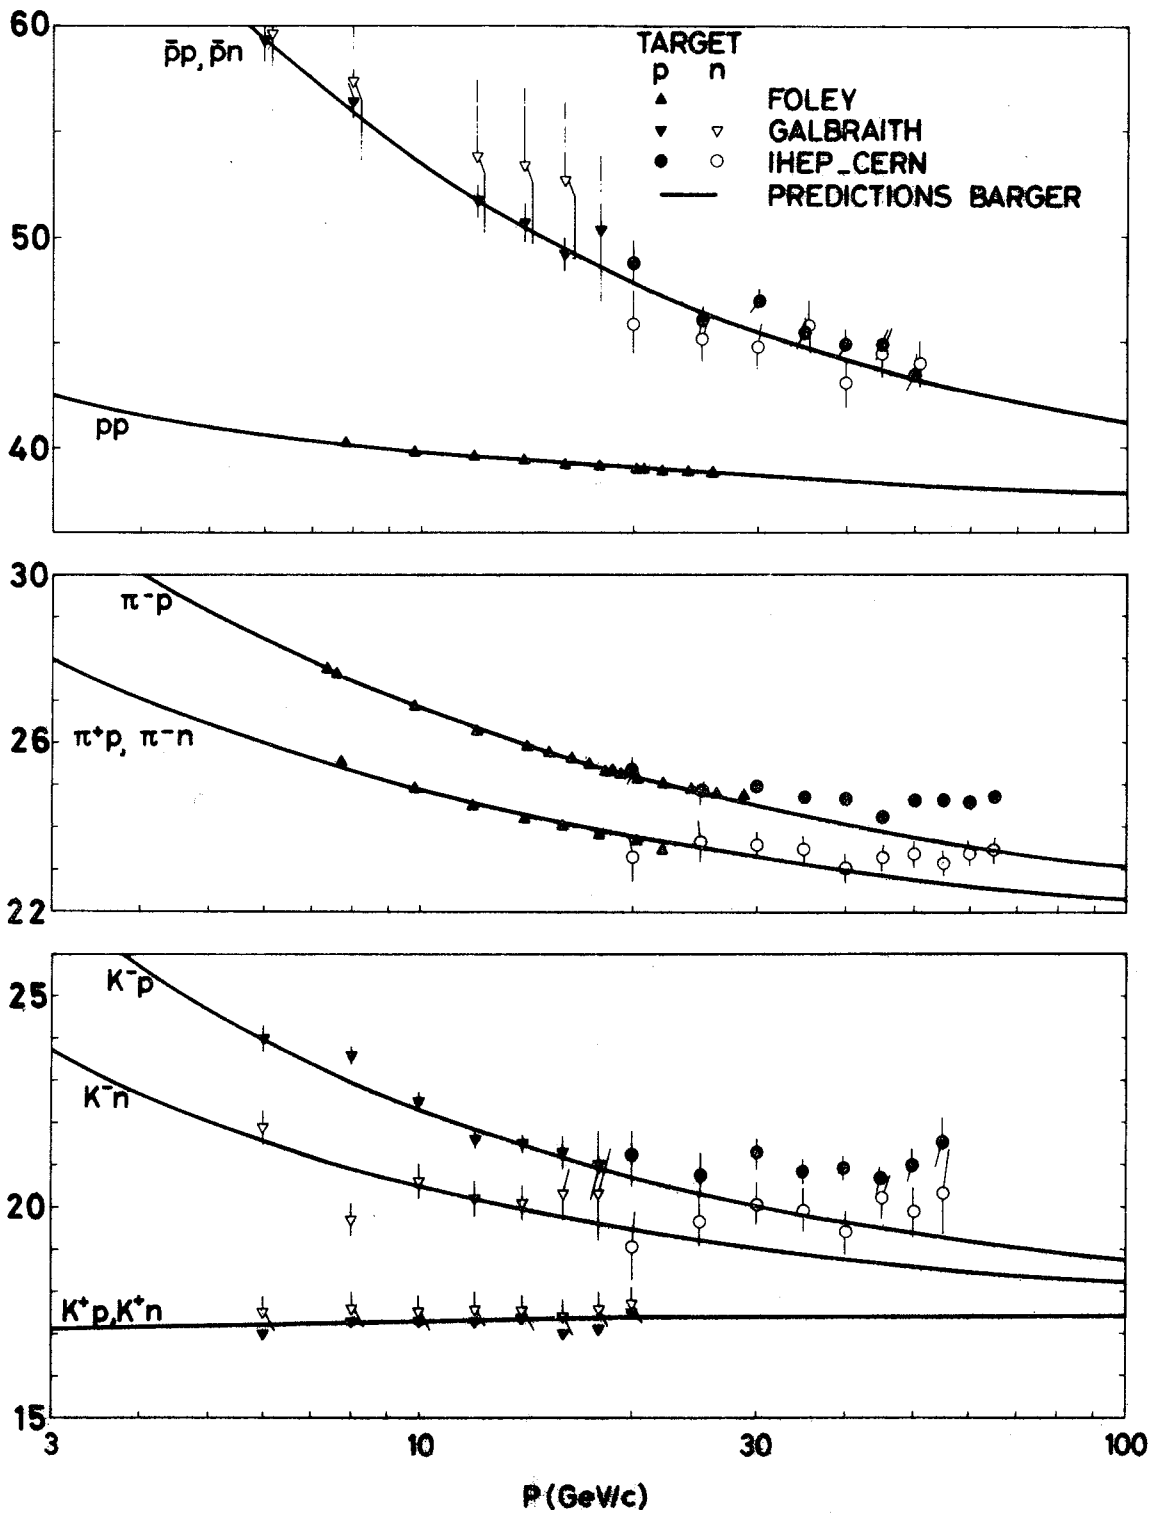 60
p̄p, p̄n
TARGET
p n
FOLEY
GALBRAITH
IHEP_CERN
PREDICTIONS BARGER
50
pp
40
30
π⁻p
26
π⁺p, π⁻n
22
K⁻p
25
K⁻n
20
K⁺p,K⁺n
15
3 10 30 100
P (GeV/c)